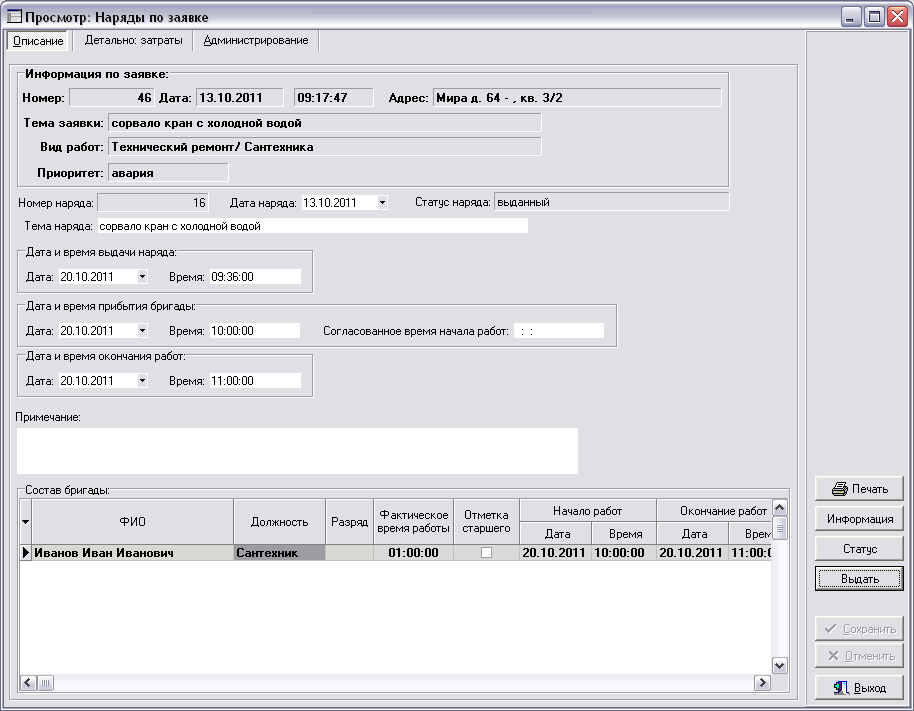 Просмотр: Наряды по заявке
Описание Детально: затраты Администрирование
Информация по заявке:
Номер: 46 Дата: 13.10.2011 09:17:47 Адрес: Мира д. 64 - , кв. 3/2
Тема заявки: сорвало кран с холодной водой
Вид работ: Технический ремонт/ Сантехника
Приоритет: авария
Номер наряда: 16 Дата наряда: 13.10.2011 Статус наряда: выданный
Тема наряда: сорвало кран с холодной водой
Дата и время выдачи наряда:
Дата: 20.10.2011 Время: 09:36:00
Дата и время прибытия бригады:
Дата: 20.10.2011 Время: 10:00:00 Согласованное время начала работ: : :
Дата и время окончания работ:
Дата: 20.10.2011 Время: 11:00:00
Примечание:
Состав бригады:
ФИО Должность Разряд Фактическое время работы Отметка старшего Начало работ Окончание работ
Дата Время Дата Врем
Иванов Иван Иванович Сантехник 01:00:00 20.10.2011 10:00:00 20.10.2011 11:00:0
Печать
Информация
Статус
Выдать
Сохранить
Отменить
Выход